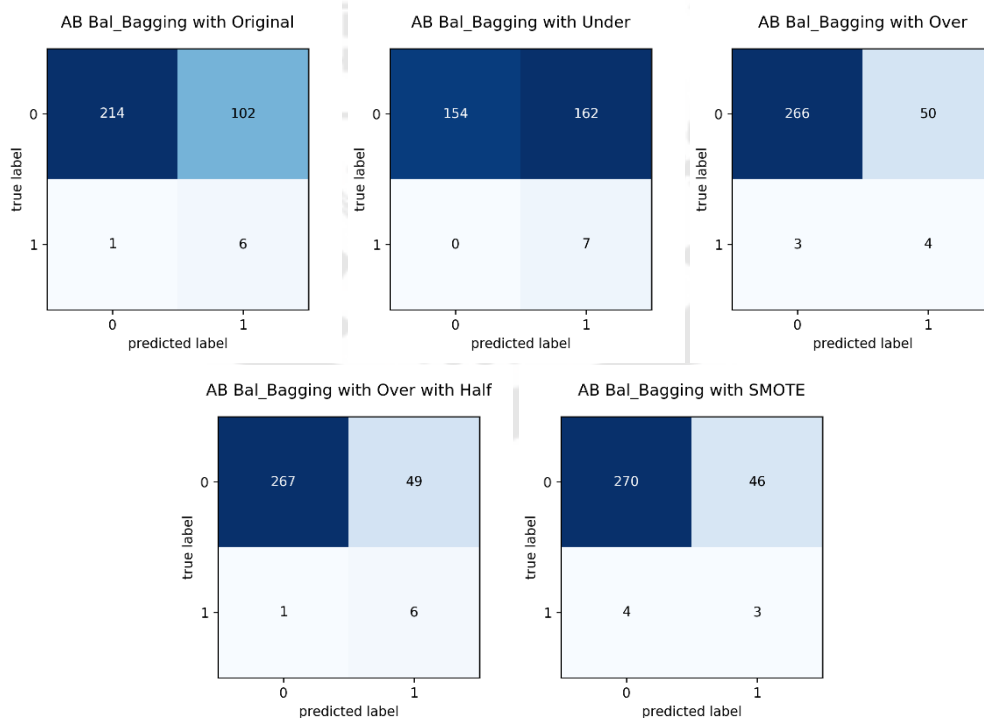 AB Bal_Bagging with Original
0
214
102
true label
1
1
6
0
1
predicted label
AB Bal_Bagging with Under
0
154
162
true label
1
0
7
0
1
predicted label
AB Bal_Bagging with Over
0
266
50
true label
1
3
4
0
1
predicted label
AB Bal_Bagging with Over with Half
0
267
49
true label
1
1
6
0
1
predicted label
AB Bal_Bagging with SMOTE
0
270
46
true label
1
4
3
0
1
predicted label